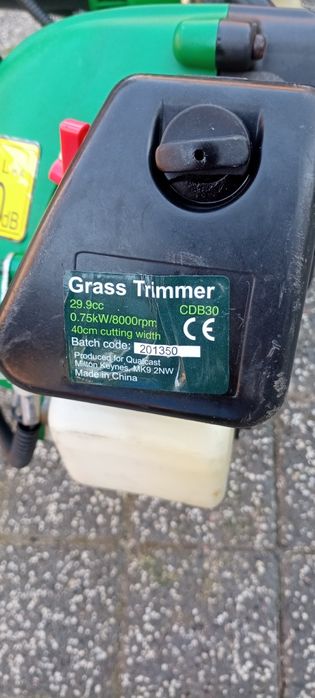 L
dB
Grass Trimmer
29.9cc CDB30
0.75kW/8000rpm
40cm cutting width CE
Batch code: 201350
Produced for Qualcast
Milton Keynes, MK9 2NW
Made in China